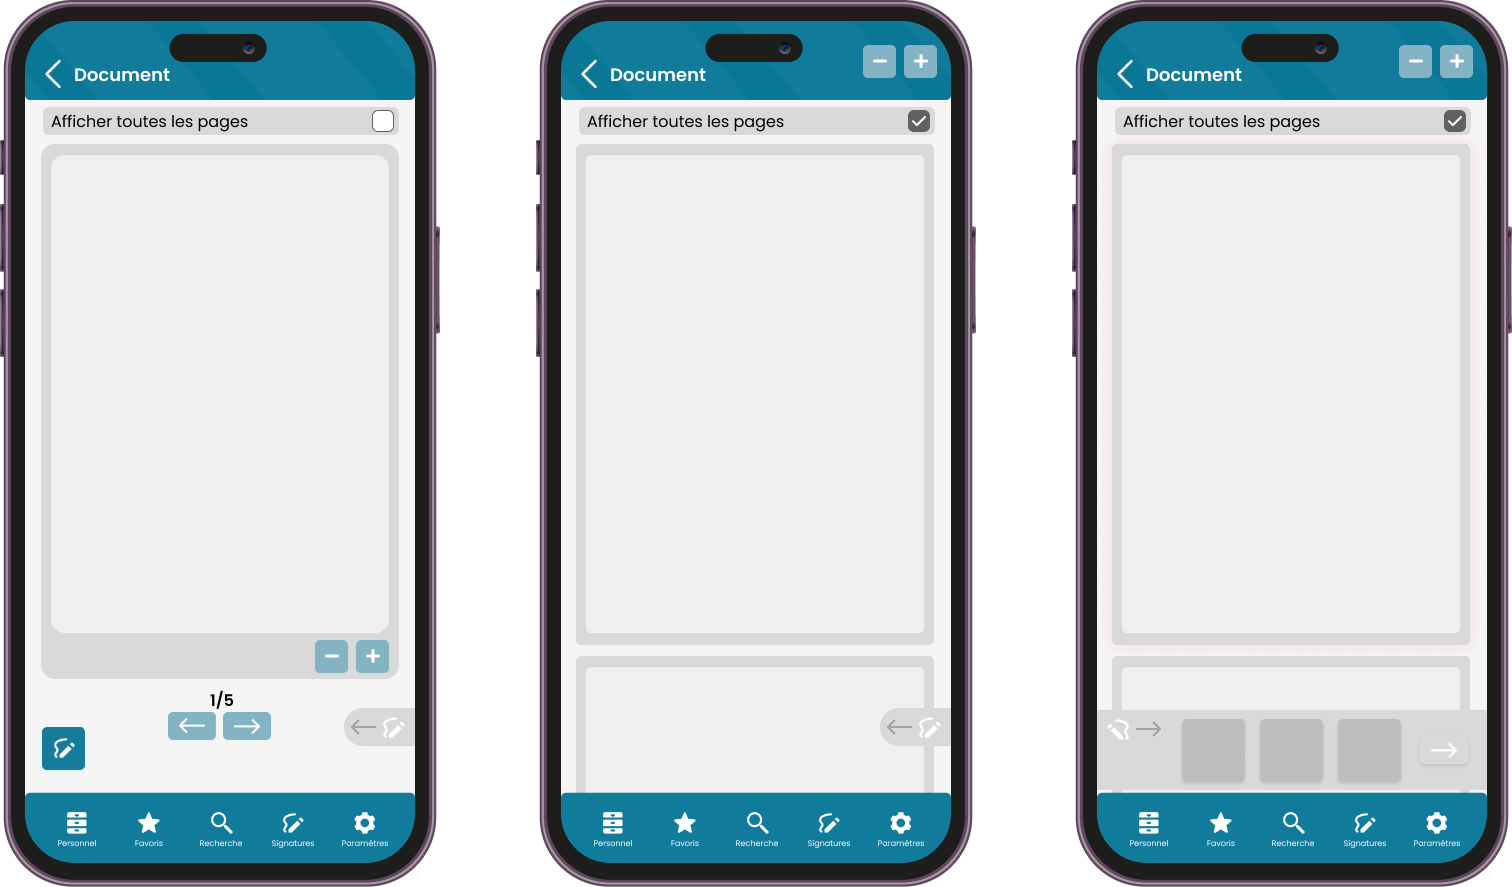 Document
Afficher toutes les pages
1/5
Personnel
Favoris
Recherche
Signatures
Paramètres
Document
Afficher toutes les pages
Personnel
Favoris
Recherche
Signatures
Paramètres
Document
Afficher toutes les pages
Personnel
Favoris
Recherche
Signatures
Paramètres